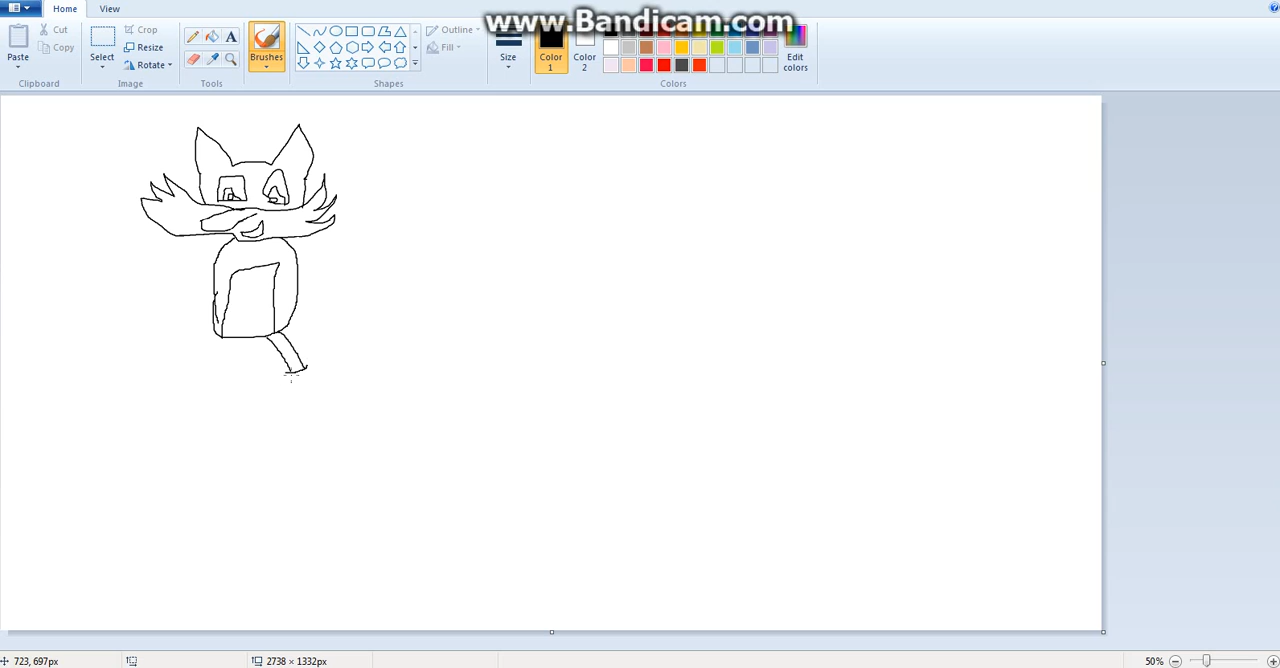 www.Bandicam.com
Home View
Paste
Cut
Copy
Clipboard
Select
Crop
Resize
Rotate
Image
Tools
Brushes
Shapes
Outline
Fill
Size
Color 1
Color 2
Edit colors
Colors
723, 697px
2738 × 1332px
50%